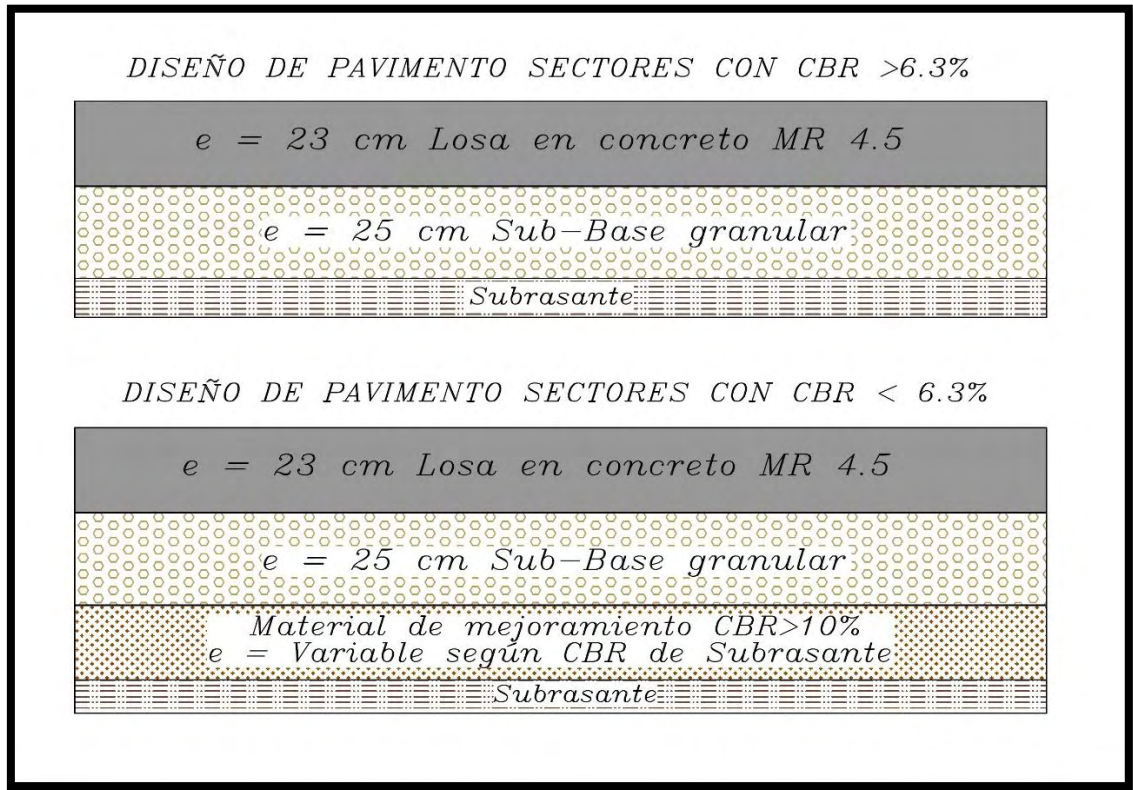 DISEÑO DE PAVIMENTO SECTORES CON CBR >6.3%
e = 23 cm Losa en concreto MR 4.5
e = 25 cm Sub-Base granular
Subrasante
DISEÑO DE PAVIMENTO SECTORES CON CBR < 6.3%
e = 23 cm Losa en concreto MR 4.5
e = 25 cm Sub-Base granular
Material de mejoramiento CBR>10%
e = Variable según CBR de Subrasante
Subrasante